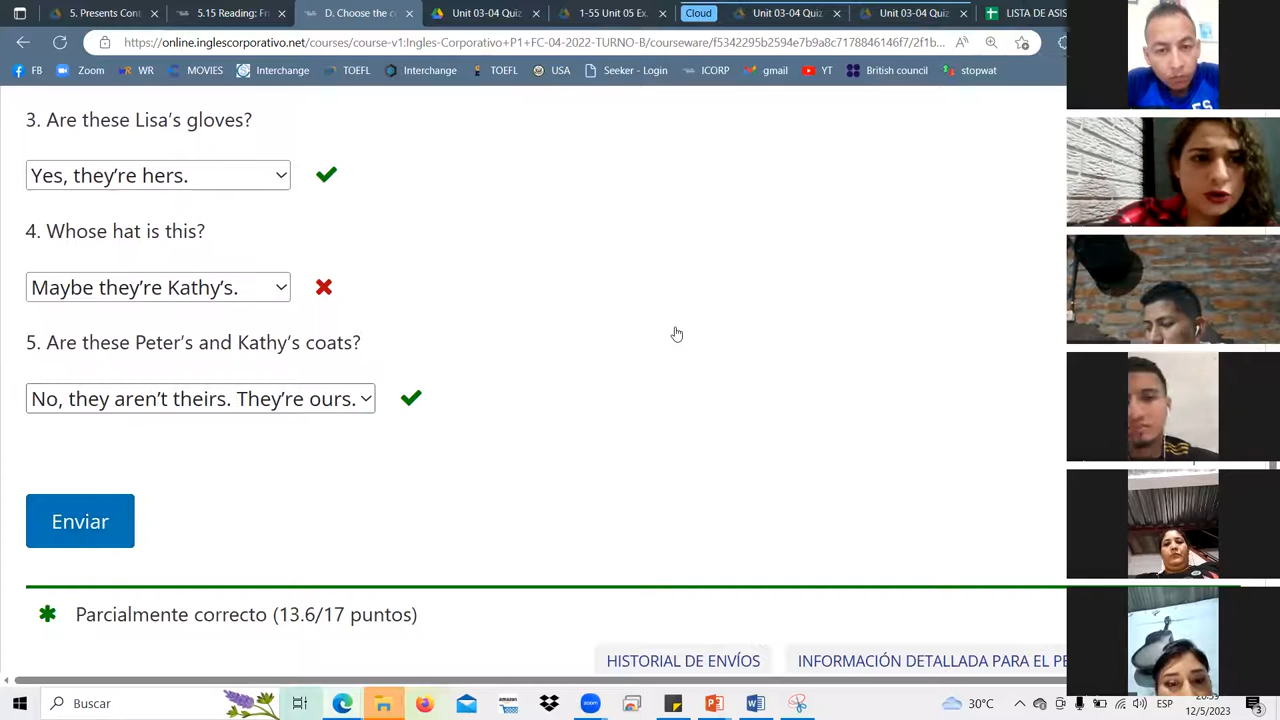 5. Presents Cont
5.15 Reading: Fr
D. Choose the c
Unit 03-04 Quiz
1-55 Unit 05 Ex
Cloud
Unit 03-04 Quiz
Unit 03-04 Quiz
LISTA DE ASIS
https://online.inglescorporativo.net/courses/course-v1:Ingles-Corporativo+P1+FC-04-2022-TURNO_B/courseware/f5342295b2594e7b9a8c7178846146f7/2f1b...
FB
Zoom
WR
MOVIES
Interchange
TOEFL
Interchange
TOEFL
USA
Seeker - Login
ICORP
gmail
YT
British council
stopwat
3. Are these Lisa's gloves?
Yes, they're hers.
4. Whose hat is this?
Maybe they're Kathy's.
5. Are these Peter's and Kathy's coats?
No, they aren't theirs. They're ours.
Enviar
Parcialmente correcto (13.6/17 puntos)
HISTORIAL DE ENVÍOS
INFORMACIÓN DETALLADA PARA EL PE
Buscar
30°C
ESP
20:39
12/5/2023
3